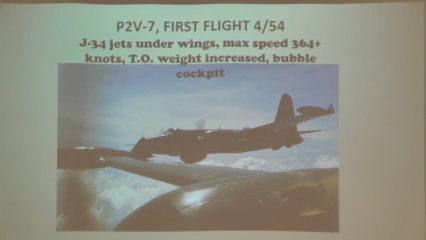 P2V-7, FIRST FLIGHT 4/54
J-34 jets under wings, max speed 364+
knots, T.O. weight increased, bubble
cockpit